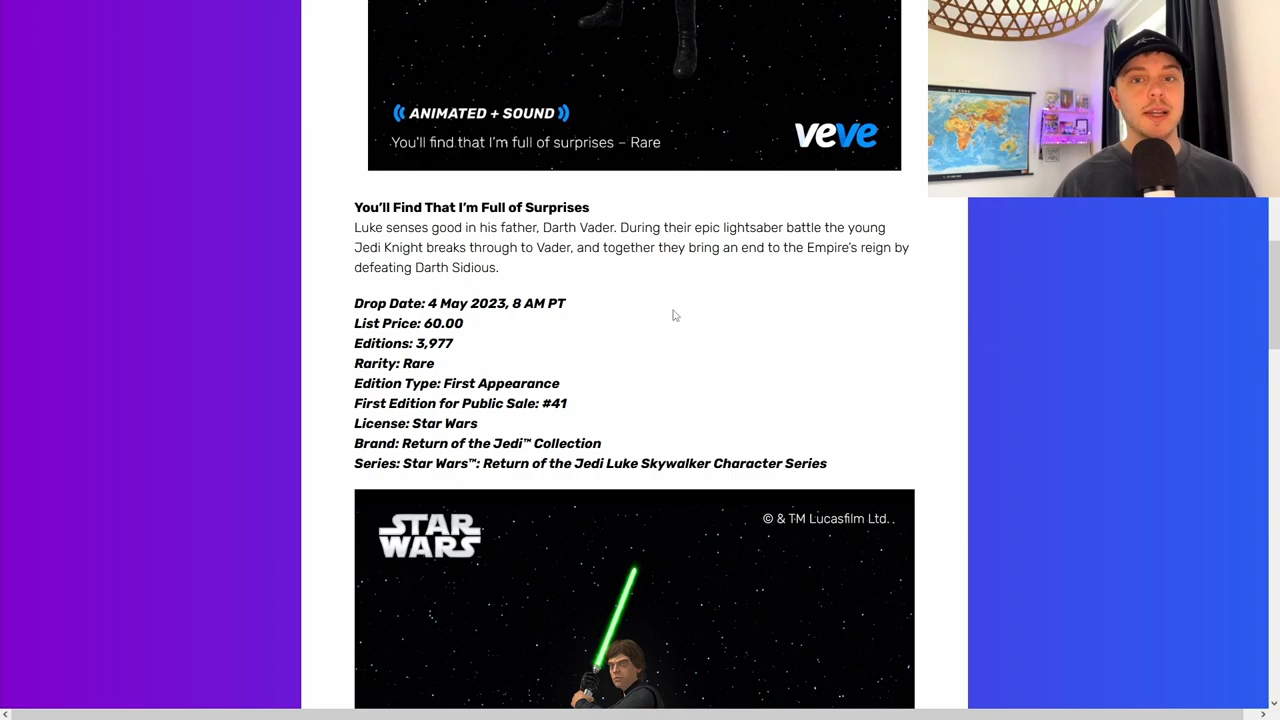 ANIMATED + SOUND
You'll find that I'm full of surprises – Rare
veve
You'll Find That I'm Full of Surprises
Luke senses good in his father, Darth Vader. During their epic lightsaber battle the young
Jedi Knight breaks through to Vader, and together they bring an end to the Empire's reign by
defeating Darth Sidious.
Drop Date: 4 May 2023, 8 AM PT
List Price: 60.00
Editions: 3,977
Rarity: Rare
Edition Type: First Appearance
First Edition for Public Sale: #41
License: Star Wars
Brand: Return of the Jedi™ Collection
Series: Star Wars™: Return of the Jedi Luke Skywalker Character Series
STAR
WARS
© & TM Lucasfilm Ltd. .